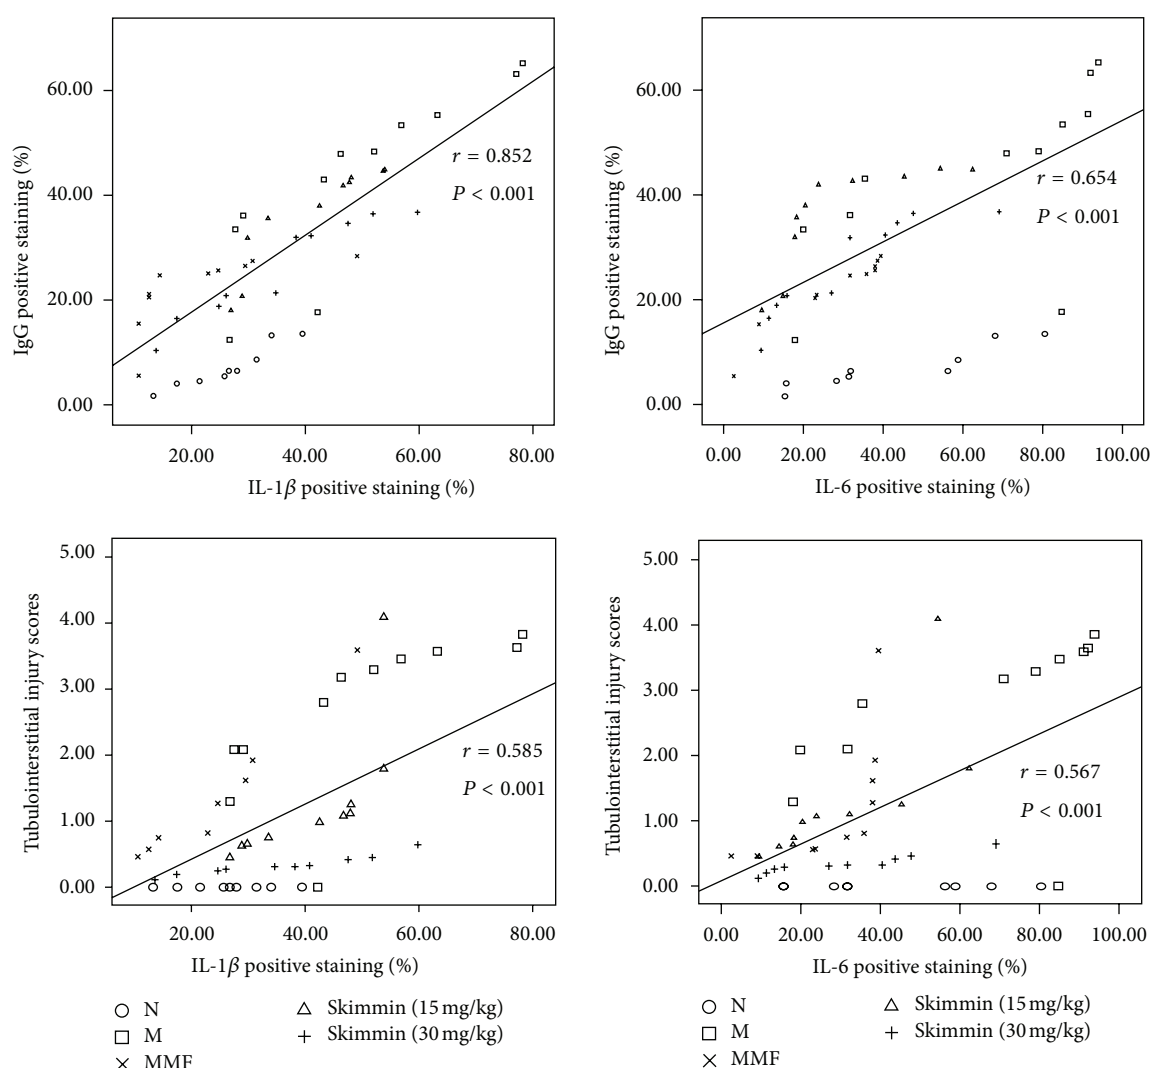 60.00
40.00
20.00
0.00
IgG positive staining (%)
r = 0.852
P < 0.001
20.00 40.00 60.00 80.00
IL-1β positive staining (%)
60.00
40.00
20.00
0.00
IgG positive staining (%)
r = 0.654
P < 0.001
0.00 20.00 40.00 60.00 80.00 100.00
IL-6 positive staining (%)
5.00
4.00
3.00
2.00
1.00
0.00
Tubulointerstitial injury scores
r = 0.585
P < 0.001
20.00 40.00 60.00 80.00
IL-1β positive staining (%)
N
M
MMF
Skimmin (15 mg/kg)
Skimmin (30 mg/kg)
5.00
4.00
3.00
2.00
1.00
0.00
Tubulointerstitial injury scores
r = 0.567
P < 0.001
0.00 20.00 40.00 60.00 80.00 100.00
IL-6 positive staining (%)
N
M
MMF
Skimmin (15 mg/kg)
Skimmin (30 mg/kg)